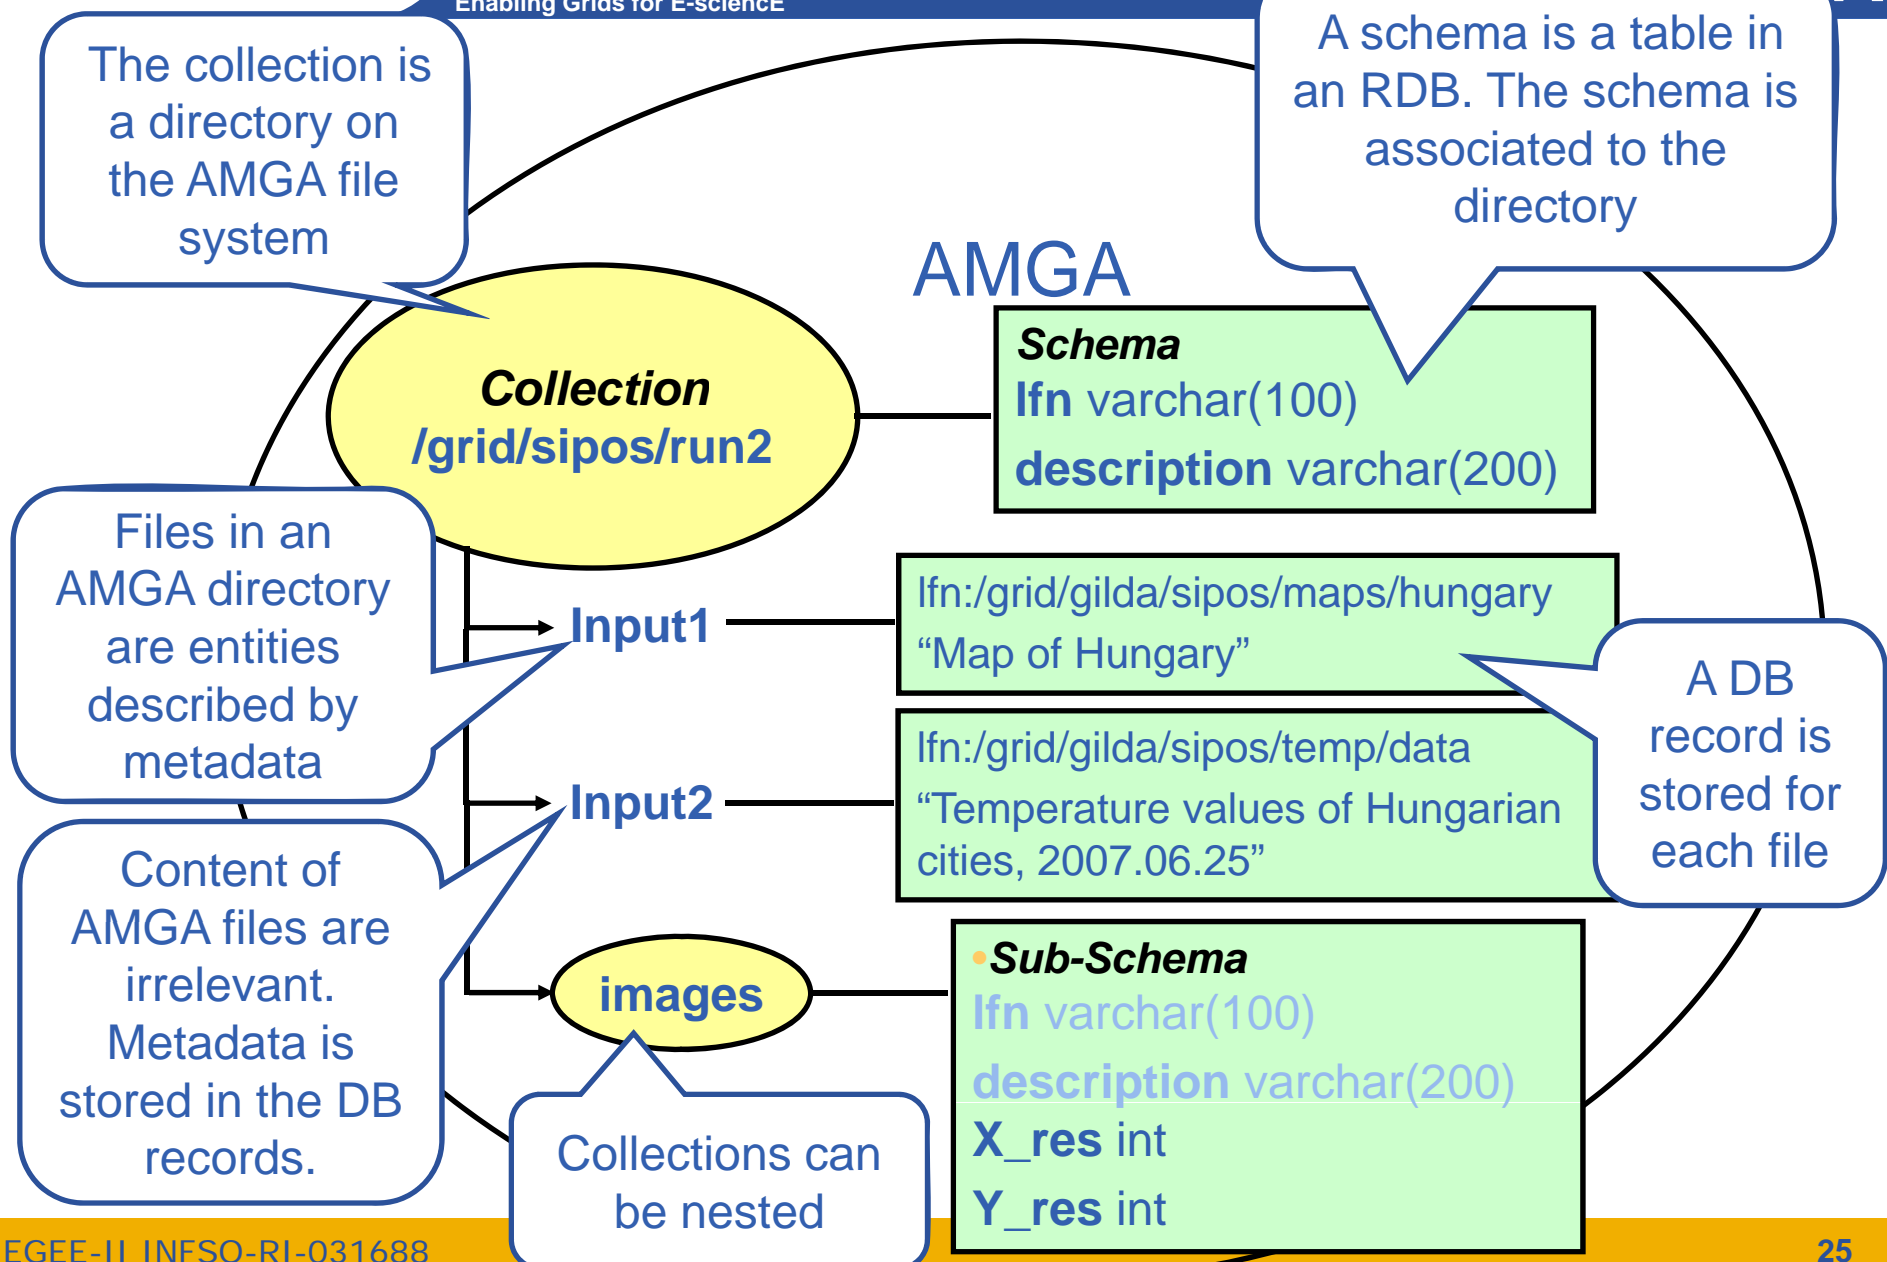 Enabling Grids for E-sciencE
The collection is
a directory on
the AMGA file
system
A schema is a table in
an RDB. The schema is
associated to the
directory
AMGA
Collection
/grid/sipos/run2
Schema
lfn varchar(100)
description varchar(200)
Files in an
AMGA directory
are entities
described by
metadata
Input1
lfn:/grid/gilda/sipos/maps/hungary
“Map of Hungary”
A DB
record is
stored for
each file
Input2
lfn:/grid/gilda/sipos/temp/data
“Temperature values of Hungarian
cities, 2007.06.25”
Content of
AMGA files are
irrelevant.
Metadata is
stored in the DB
records.
images
•Sub-Schema
lfn varchar(100)
description varchar(200)
X_res int
Y_res int
Collections can
be nested
EGEE-II INFSO-RI-031688
25